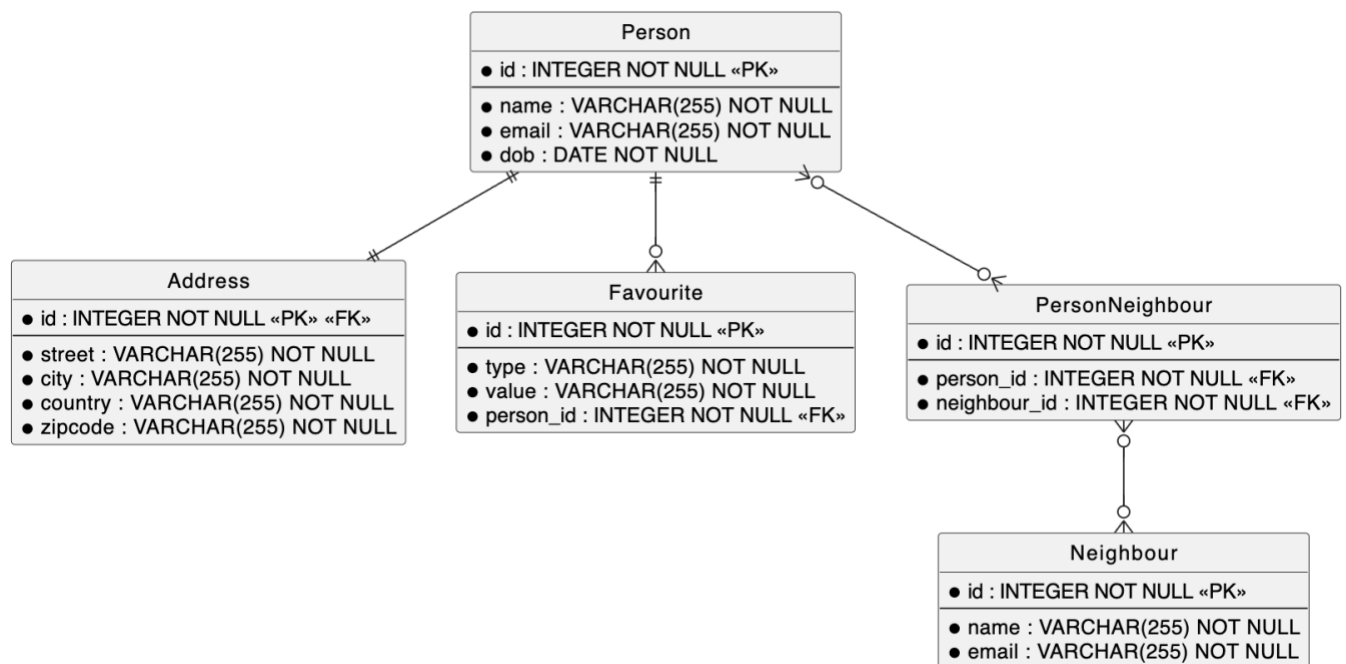 Person
id : INTEGER NOT NULL «PK»
name : VARCHAR(255) NOT NULL
email : VARCHAR(255) NOT NULL
dob : DATE NOT NULL
Address
id : INTEGER NOT NULL «PK» «FK»
street : VARCHAR(255) NOT NULL
city : VARCHAR(255) NOT NULL
country : VARCHAR(255) NOT NULL
zipcode : VARCHAR(255) NOT NULL
Favourite
id : INTEGER NOT NULL «PK»
type : VARCHAR(255) NOT NULL
value : VARCHAR(255) NOT NULL
person_id : INTEGER NOT NULL «FK»
PersonNeighbour
id : INTEGER NOT NULL «PK»
person_id : INTEGER NOT NULL «FK»
neighbour_id : INTEGER NOT NULL «FK»
Neighbour
id : INTEGER NOT NULL «PK»
name : VARCHAR(255) NOT NULL
email : VARCHAR(255) NOT NULL